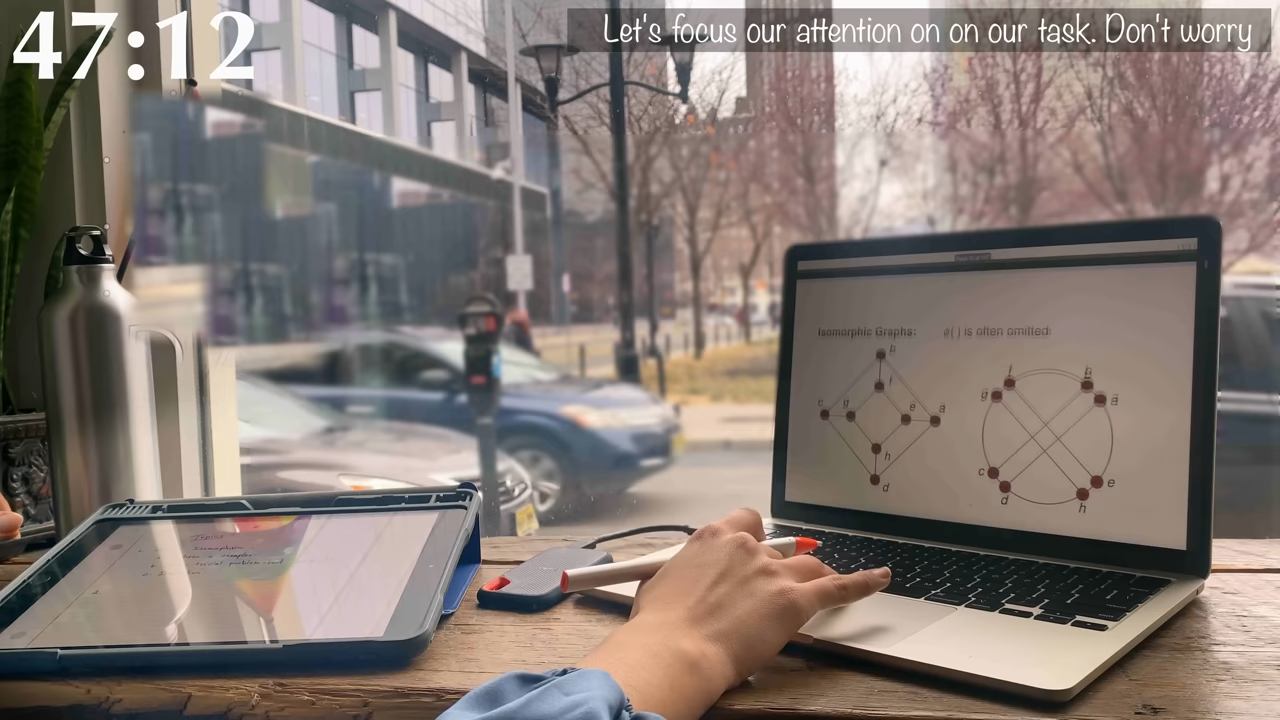 47:12
Let's focus our attention on on our task. Don't worry
Isomorphic Graphs: ø( ) is often omitted:
b
i
c g e a
h
d
f b
g a
c e
d h